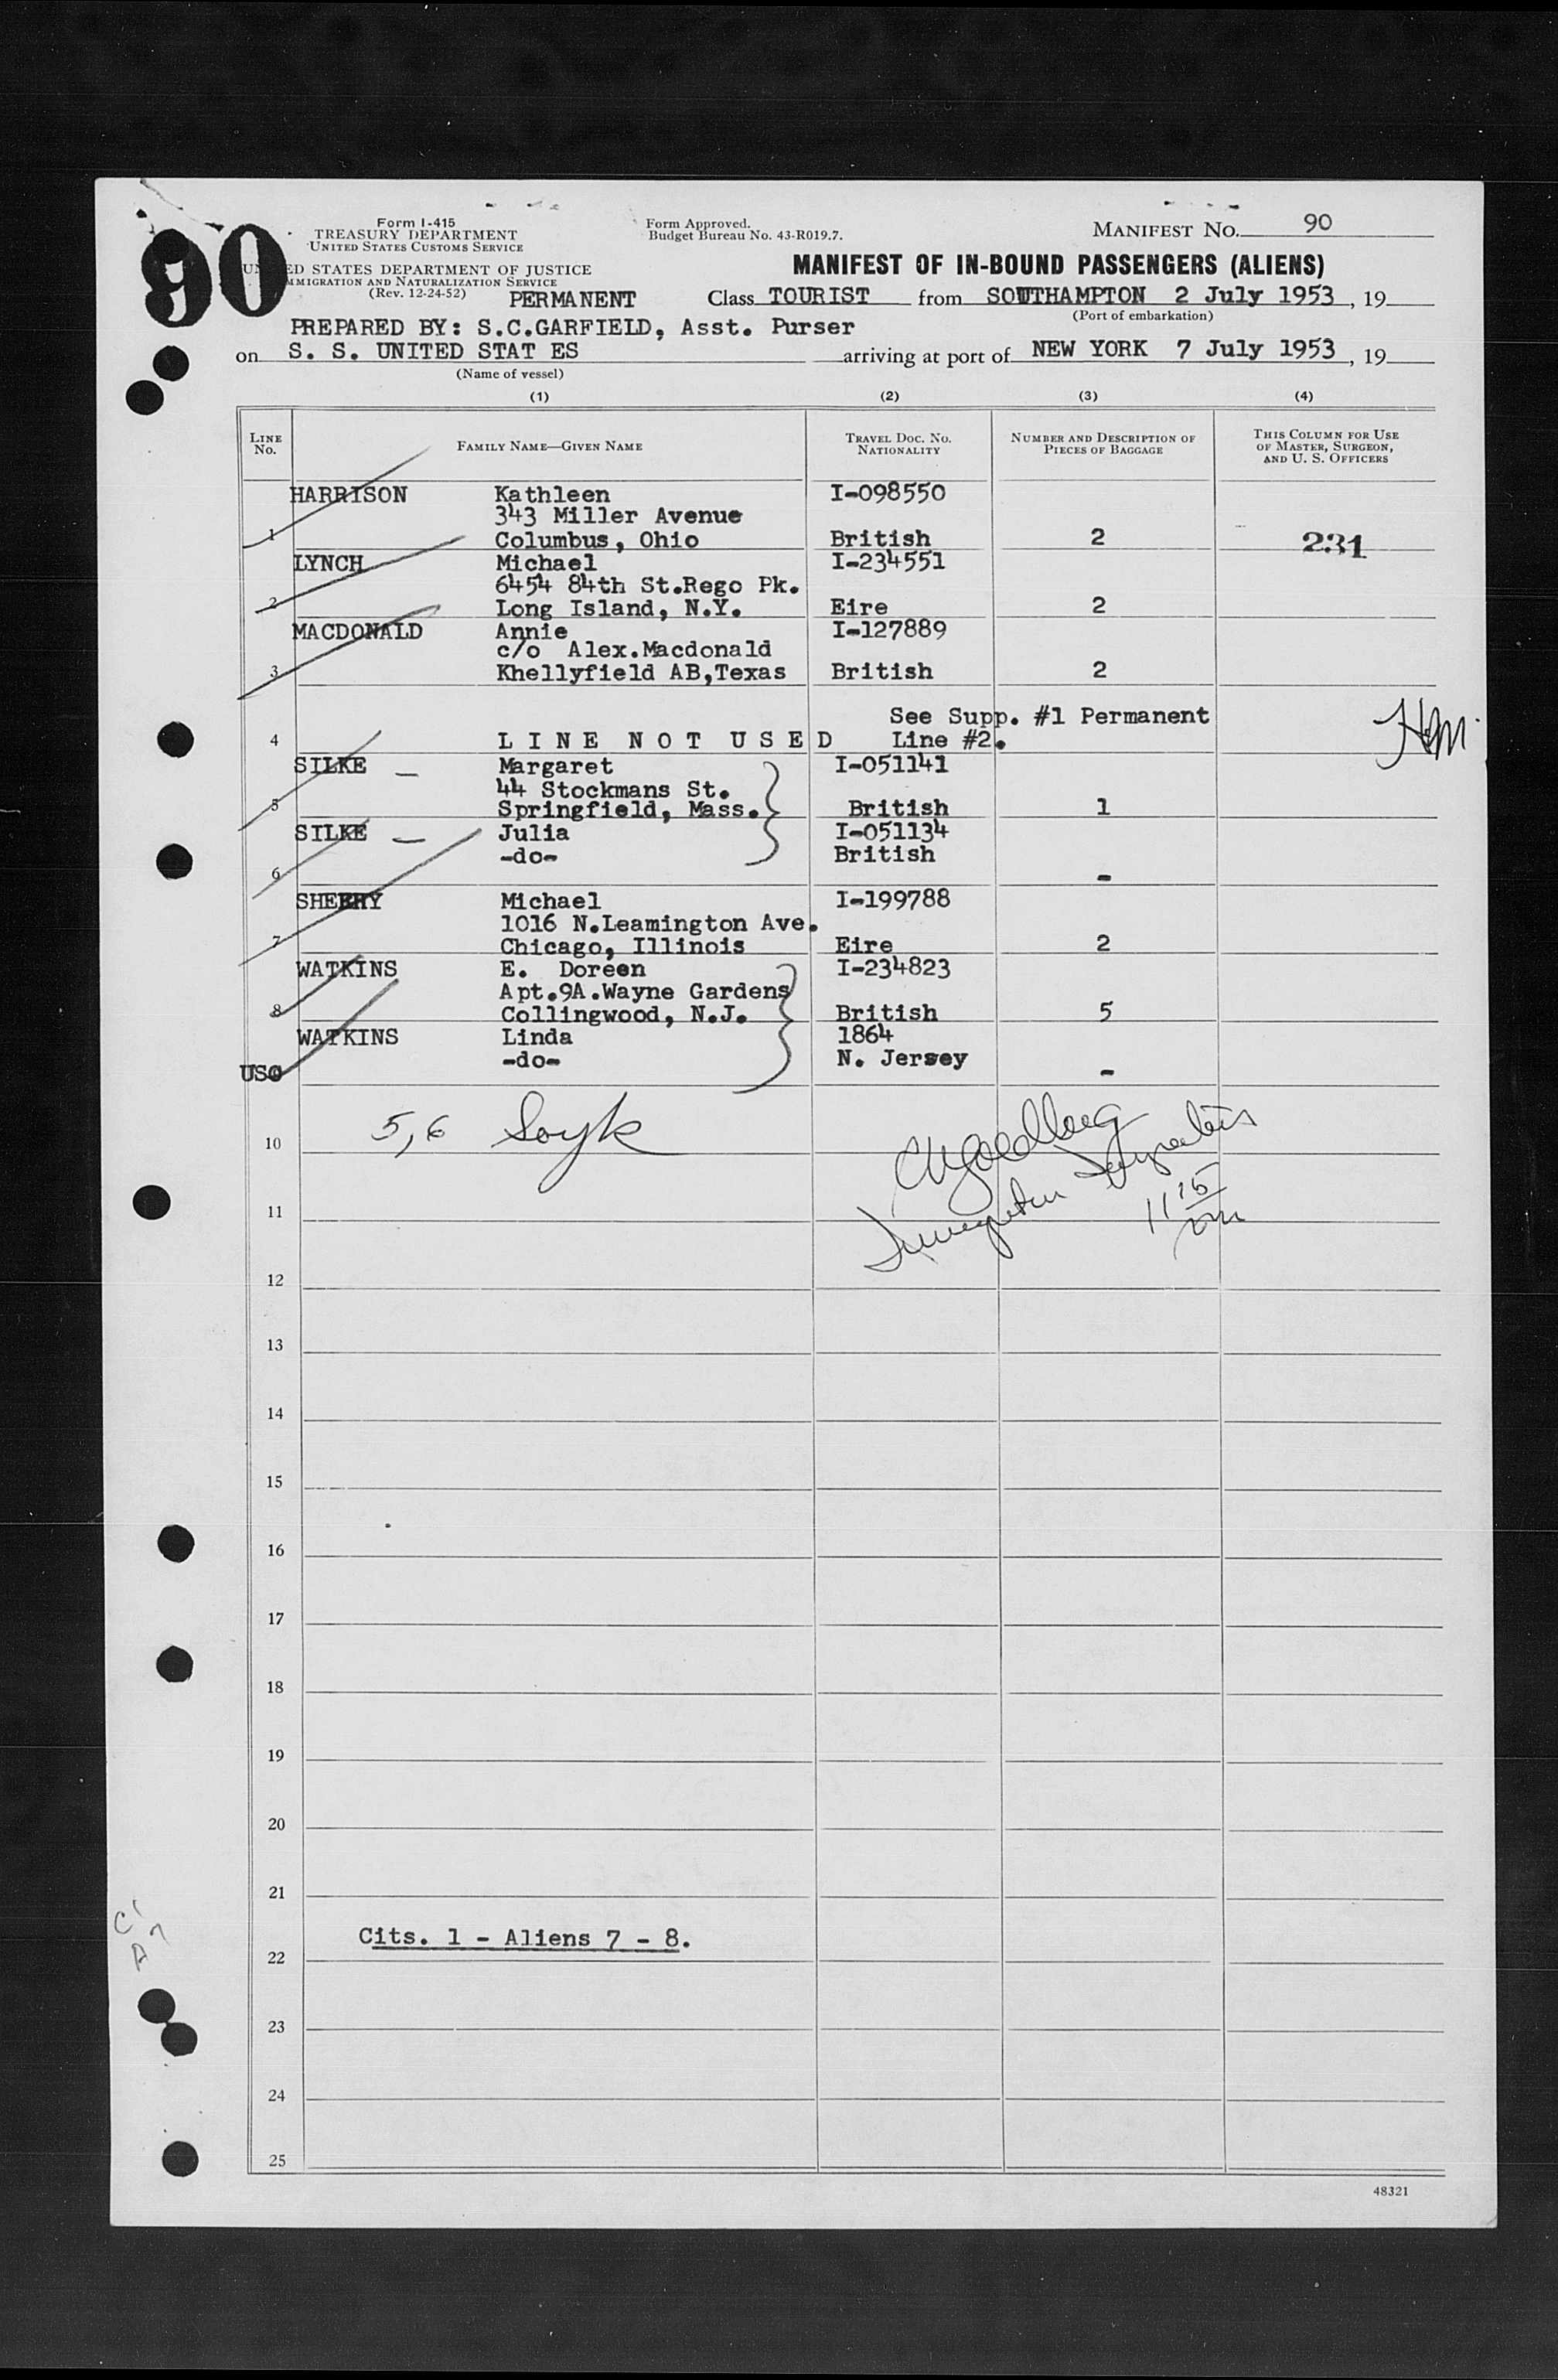 90
Form I-415
TREASURY DEPARTMENT
UNITED STATES CUSTOMS SERVICE
Form Approved.
Budget Bureau No. 43-R019.7.
MANIFEST NO. 90
ED STATES DEPARTMENT OF JUSTICE
MMIGRATION AND NATURALIZATION SERVICE
(Rev. 12-24-52)
MANIFEST OF IN-BOUND PASSENGERS (ALIENS)
PERMANENT Class TOURIST from SOUTHAMPTON 2 July 1953, 19
(Port of embarkation)
PREPARED BY: S.C.GARFIELD, Asst. Purser
on S. S. UNITED STAT ES arriving at port of NEW YORK 7 July 1953, 19
(Name of vessel)
(1) (2) (3) (4)
LINE NO. FAMILY NAME—GIVEN NAME TRAVEL DOC. NO. NATIONALITY NUMBER AND DESCRIPTION OF PIECES OF BAGGAGE THIS COLUMN FOR USE OF MASTER, SURGEON, AND U. S. OFFICERS
HARRISON Kathleen I-098550
343 Miller Avenue
1 Columbus, Ohio British 2 231
LYNCH Michael I-234551
6454 84th St.Rego Pk.
2 Long Island, N.Y. Eire 2
MACDONALD Annie I-127889
c/o Alex.Macdonald
3 Khellyfield AB,Texas British 2
See Supp. #1 Permanent
4 L I N E N O T U S E D Line #2.
SILKE — Margaret I-051141
44 Stockmans St.
5 Springfield, Mass. British 1
SILKE — Julia I-051134
-do- British
6 -
SHERRY Michael I-199788
1016 N.Leamington Ave.
7 Chicago, Illinois Eire 2
WATKINS E. Doreen I-234823
Apt.9A.Wayne Gardens
8 Collingwood, N.J. British 5
WATKINS Linda 1864
-do- N. Jersey
USC -
5,6
10
11 15
11
12
13
14
15
16
17
18
19
20
21
C 1
A 7
Cits. 1 - Aliens 7 - 8.
22
23
24
25
48321